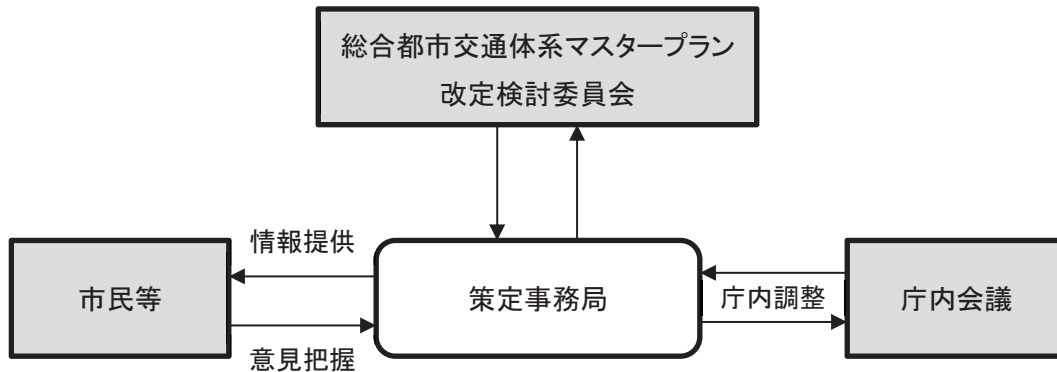 総合都市交通体系マスタープラン
改定検討委員会
情報提供
市民等
策定事務局
庁内調整
庁内会議
意見把握